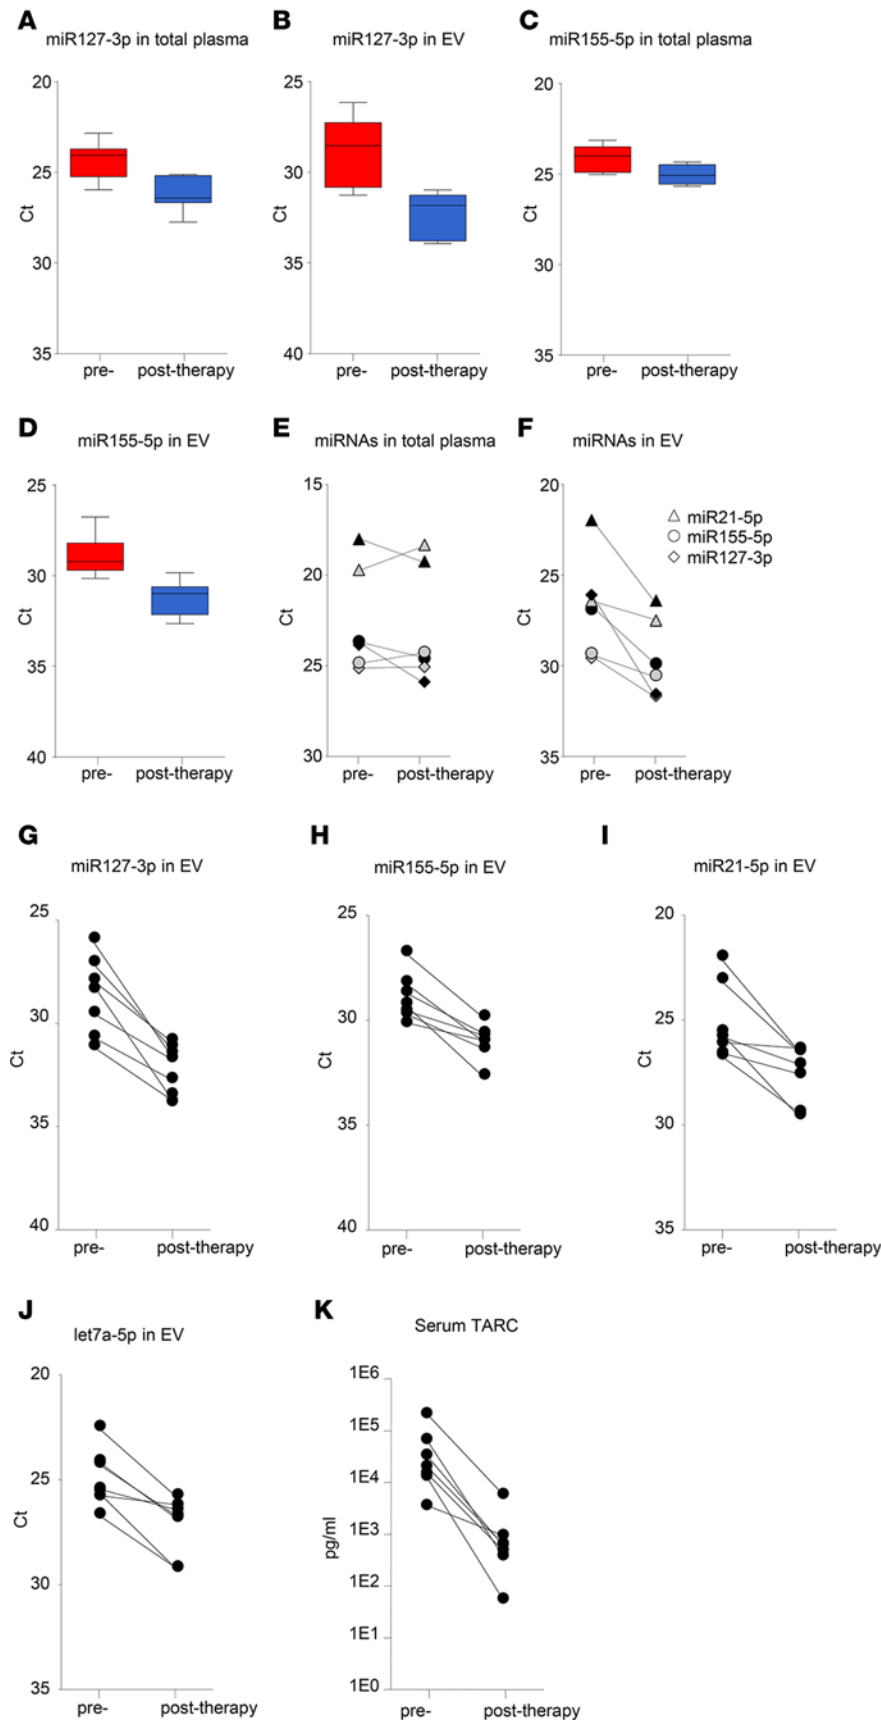 A
miR127-3p in total plasma
20
25
30
35
Ct
pre-
post-therapy
B
miR127-3p in EV
25
30
35
40
Ct
pre-
post-therapy
C
miR155-5p in total plasma
20
25
30
35
Ct
pre-
post-therapy
D
miR155-5p in EV
25
30
35
40
Ct
pre-
post-therapy
E
miRNAs in total plasma
15
20
25
30
Ct
pre-
post-therapy
F
miRNAs in EV
20
25
30
35
Ct
miR21-5p
miR155-5p
miR127-3p
pre-
post-therapy
G
miR127-3p in EV
25
30
35
40
Ct
pre-
post-therapy
H
miR155-5p in EV
25
30
35
40
Ct
pre-
post-therapy
I
miR21-5p in EV
20
25
30
35
Ct
pre-
post-therapy
J
let7a-5p in EV
20
25
30
35
Ct
pre-
post-therapy
K
Serum TARC
1E6
1E5
1E4
1E3
1E2
1E1
1E0
pg/ml
pre-
post-therapy